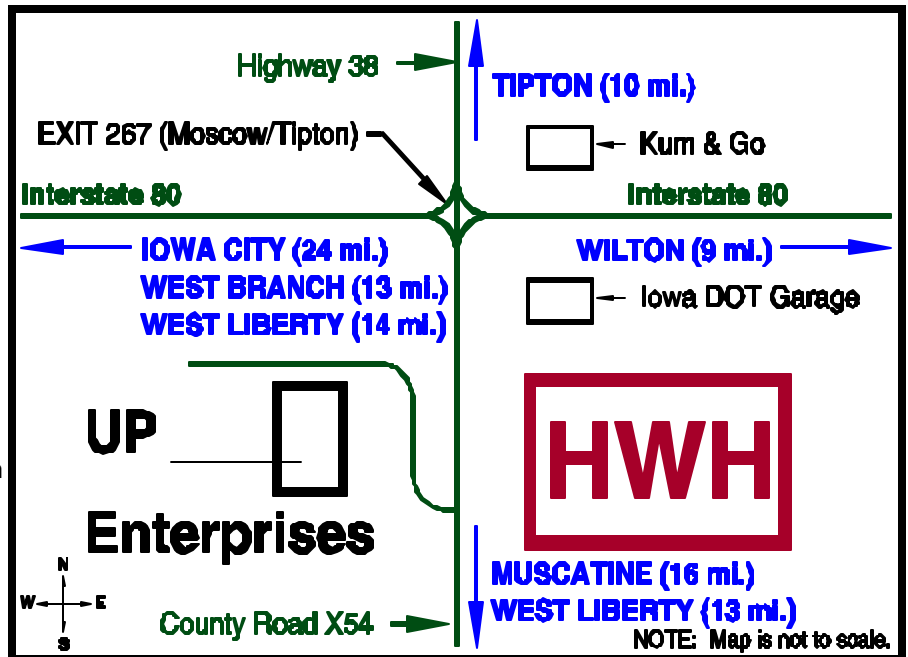 Highway 38
TIPTON (10 mi.)
EXIT 267 (Moscow/Tipton)
Kum & Go
Interstate 80
Interstate 80
IOWA CITY (24 mi.)
WEST BRANCH (13 mi.)
WEST LIBERTY (14 mi.)
WILTON (9 mi.)
Iowa DOT Garage
UP
Enterprises
HWH
N
W E
S
MUSCATINE (16 mi.)
WEST LIBERTY (13 mi.)
County Road X54
NOTE: Map is not to scale.